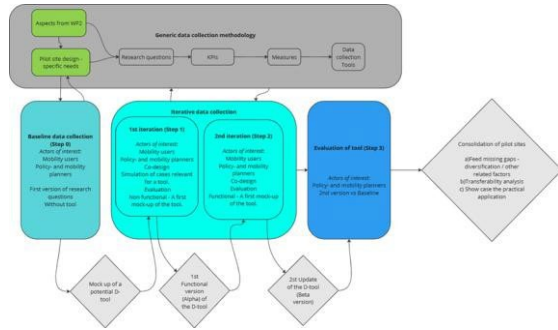 Generic data collection methodology
Aspects from WP2
Pilot site design -
specific needs
Research questions
KPIs
Measures
Data
collection
Tools
Baseline data collection
(Step 0)
Actors of interest:
Mobility users
Policy- and mobility
planners
First version of research
questions
Without tool
Iterative data collection
1st iteration (Step 1)
Actors of interest:
Mobility users
Policy- and mobility
planners
Co-design
Simulation of cases relevant
for a tool.
Evaluation
Non functional - A first
mock-up of the tool.
2nd iteration (Step 2)
Actors of interest:
Mobility users
Policy- and mobility
planners
Co-design
Evaluation
Functional - A first mock-up
of the tool.
Evaluation of tool (Step 3)
Actors of interest:
Policy- and mobility planners
2nd version to Baseline
Consolidation of pilot sites
a)Feed missing gaps -
diversification / other
related factors
b)Transferability analysis
c) Show-case the practical
application
Mock up of a
potential D-
tool
1st
Functional
version
(Alpha) of
the D-tool
2st Update of
the D-tool (Beta
version)